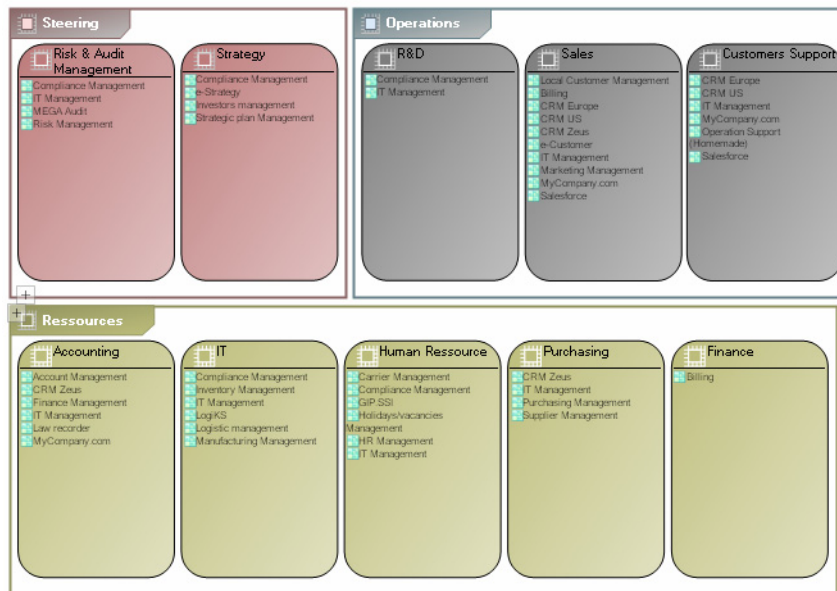 Steering
Risk & Audit
Management
Compliance Management
IT Management
MEGA Audit
Risk Management
Strategy
Compliance Management
e-Strategy
Investors management
Strategic plan Management
Operations
R&D
Compliance Management
IT Management
Sales
Local Customer Management
Billing
CRM Europe
CRM US
CRM Zeus
e-Customer
IT Management
Marketing Management
MyCompany.com
Salesforce
Customers Support
CRM Europe
CRM US
IT Management
MyCompany.com
Operation Support
(Homemade)
Salesforce
Ressources
Accounting
Account Management
CRM Zeus
Finance Management
IT Management
Law recorder
MyCompany.com
IT
Compliance Management
Inventory Management
IT Management
LogiKS
Logistic management
Manufacturing Management
Human Ressource
Carrier Management
Compliance Management
GIP SSI
Holidays/vacancies
Management
HR Management
IT Management
Purchasing
CRM Zeus
IT Management
Purchasing Management
Supplier Management
Finance
Billing